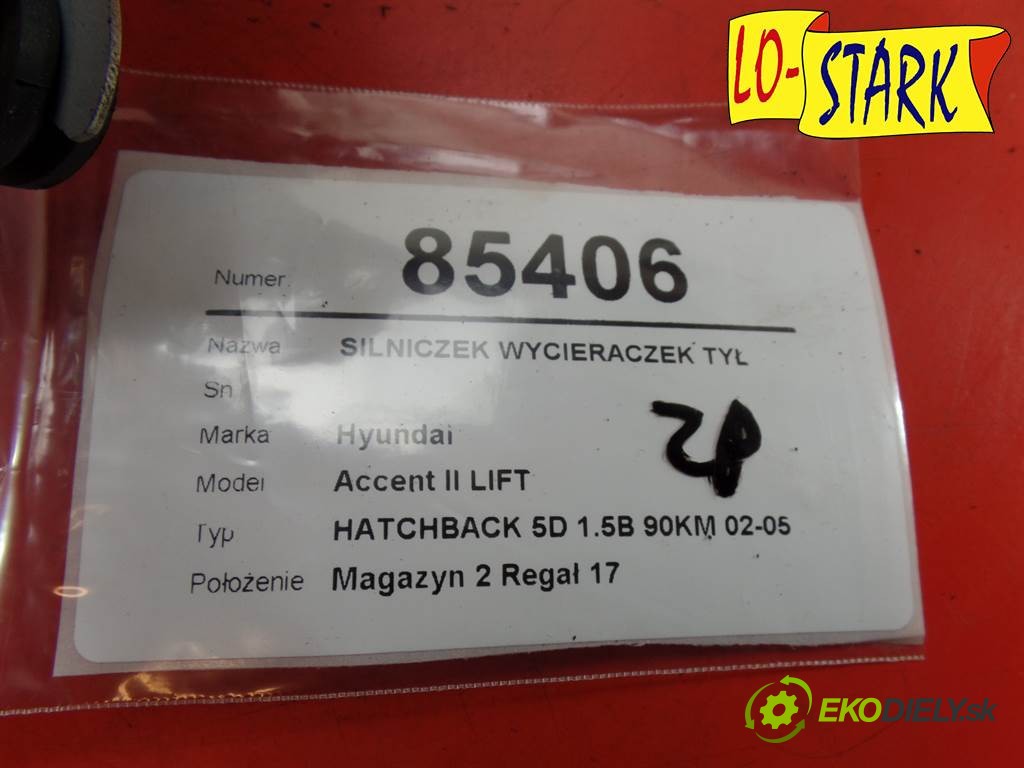 LO-STARK
Numer 85406
Nazwa SILNICZEK WYCIERACZEK TYŁ
Sn
Marka Hyundai
Model Accent II LIFT
Typ HATCHBACK 5D 1.5B 90KM 02-05
Położenie Magazyn 2 Regał 17
EKODIELY.sk